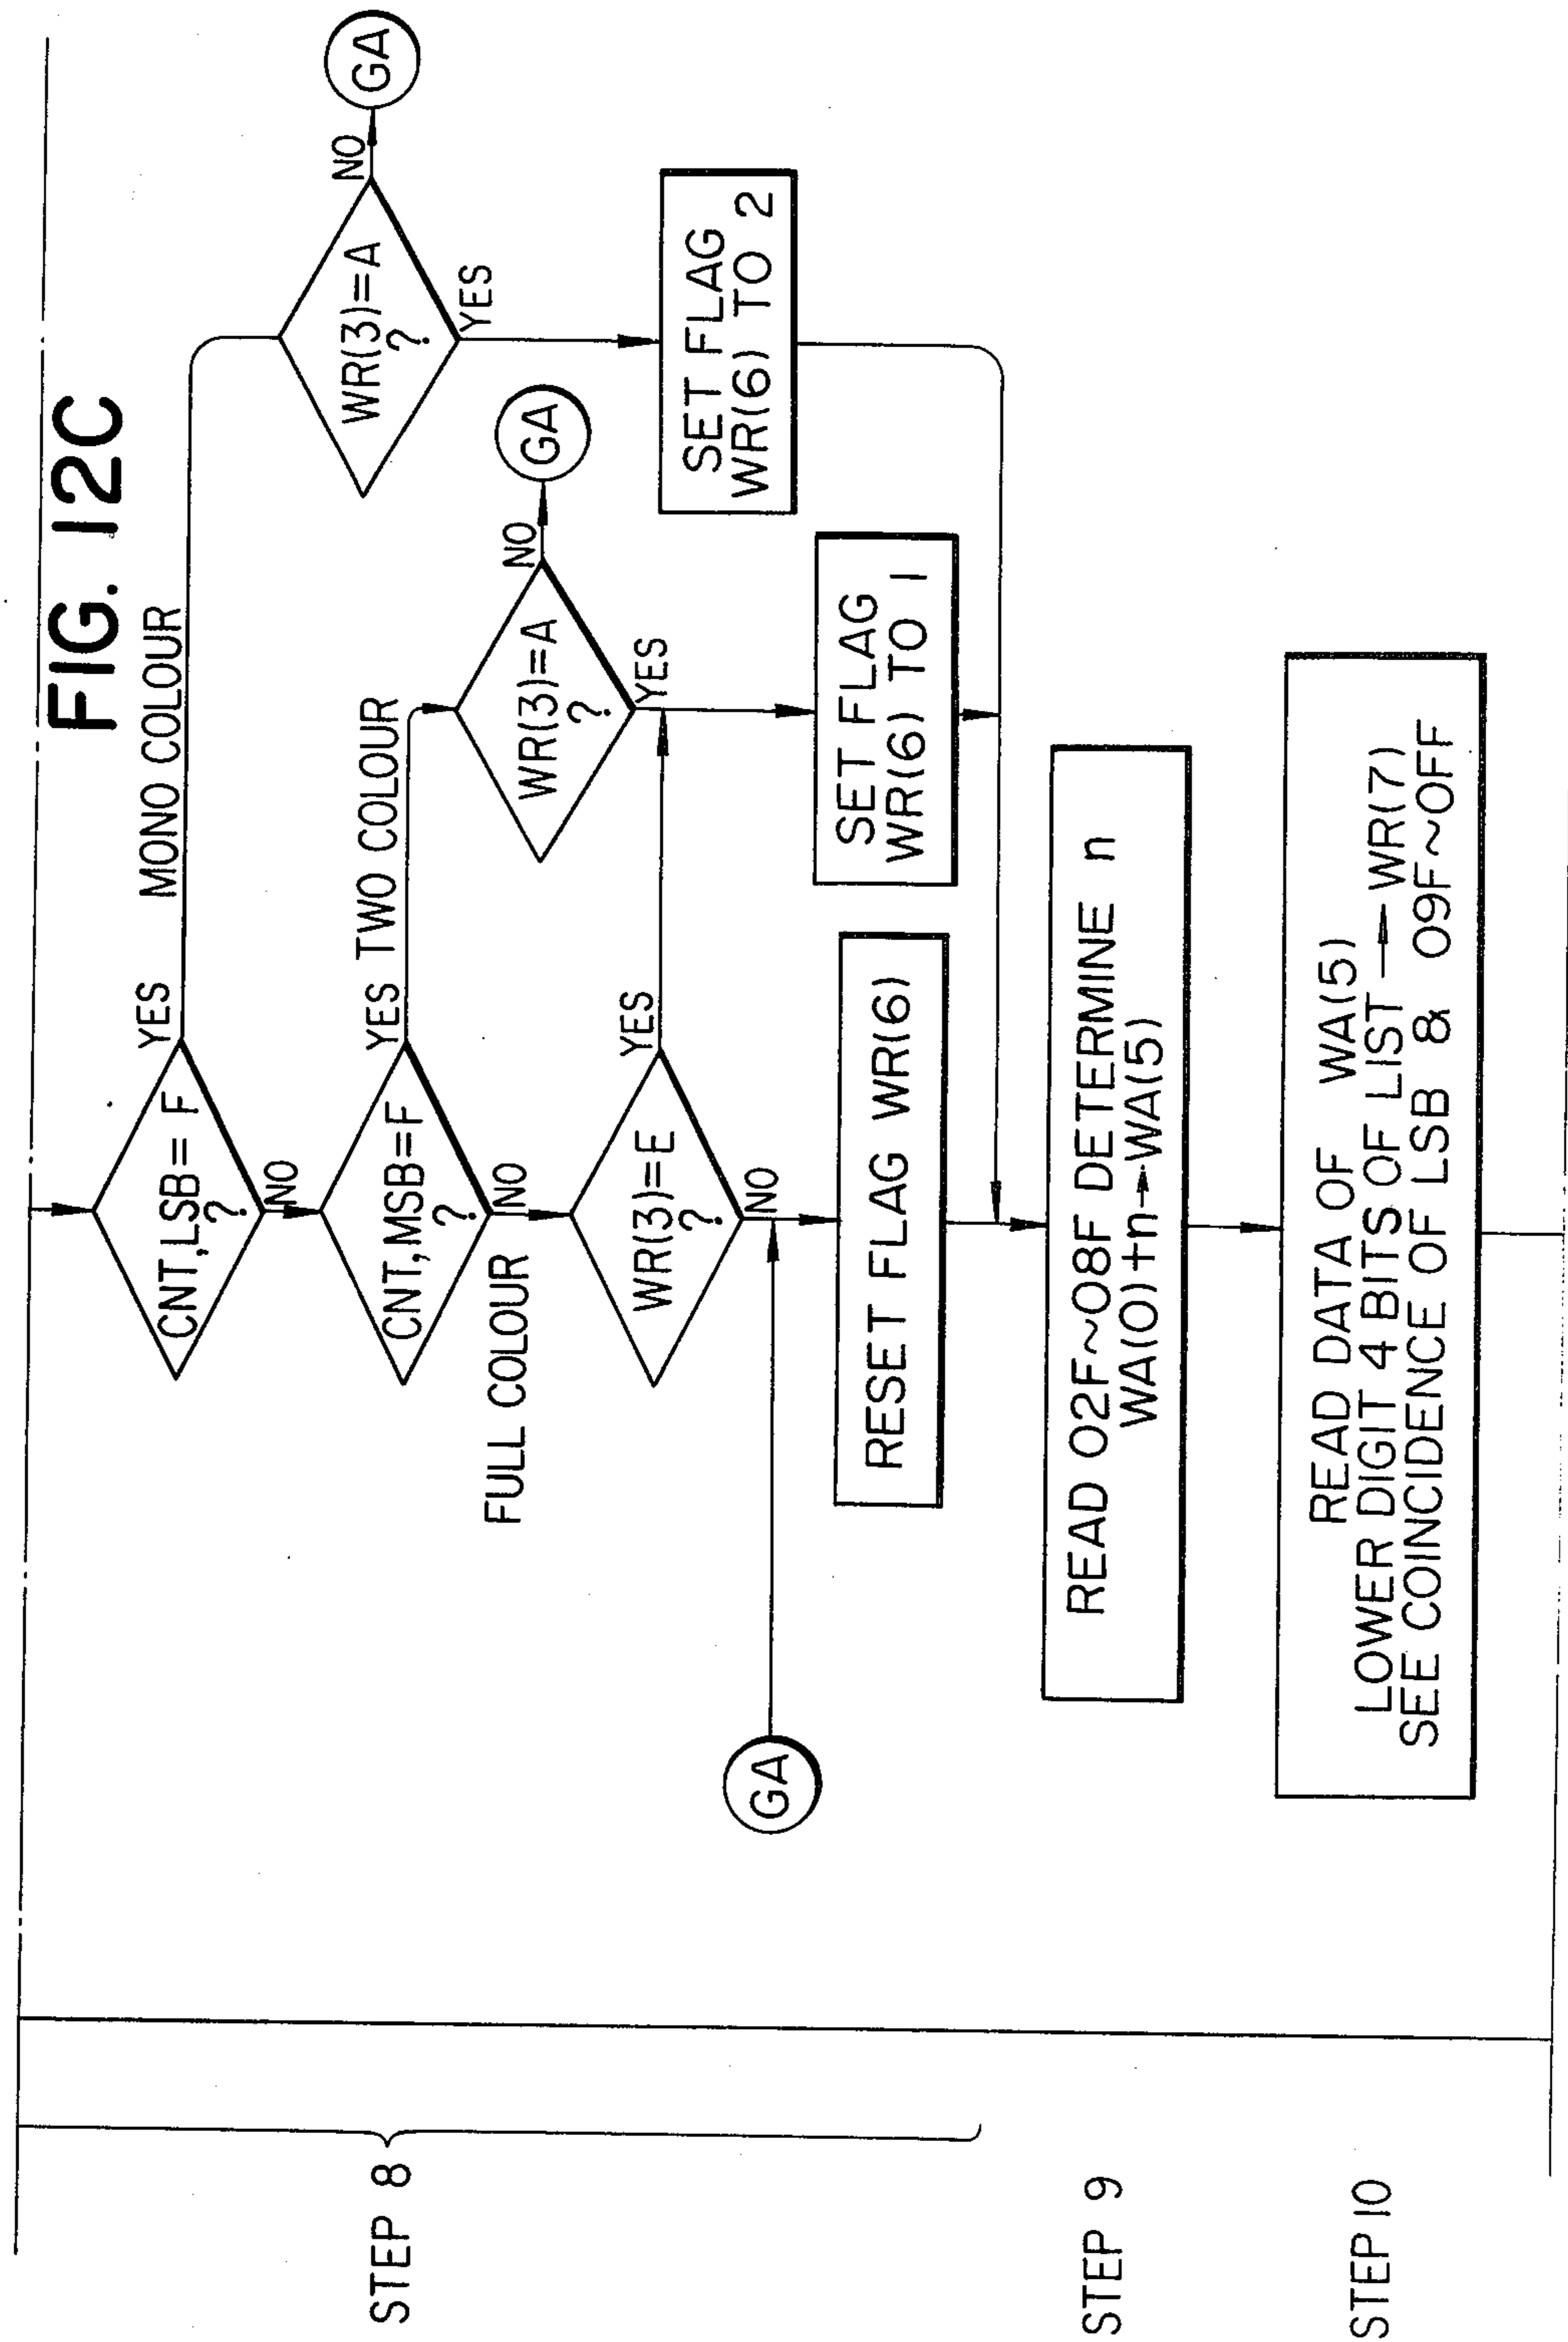 FIG. 12C
STEP 8
CNT,LSB=F
?
YES
MONO COLOUR
NO
WR(3)=A
?
NO
GA
YES
SET FLAG
WR(6) TO 2
CNT,MSB=F
?
YES
TWO COLOUR
NO
FULL COLOUR
WR(3)=A
?
NO
GA
YES
SET FLAG
WR(6) TO 1
WR(3)=E
?
YES
NO
GA
RESET FLAG WR(6)
STEP 9
READ 02F~08F DETERMINE n
WA(0)+n→WA(5)
STEP 10
READ DATA OF WA(5)
LOWER DIGIT 4 BITS OF LIST → WR(7)
SEE COINCIDENCE OF LSB & 09F~0FF